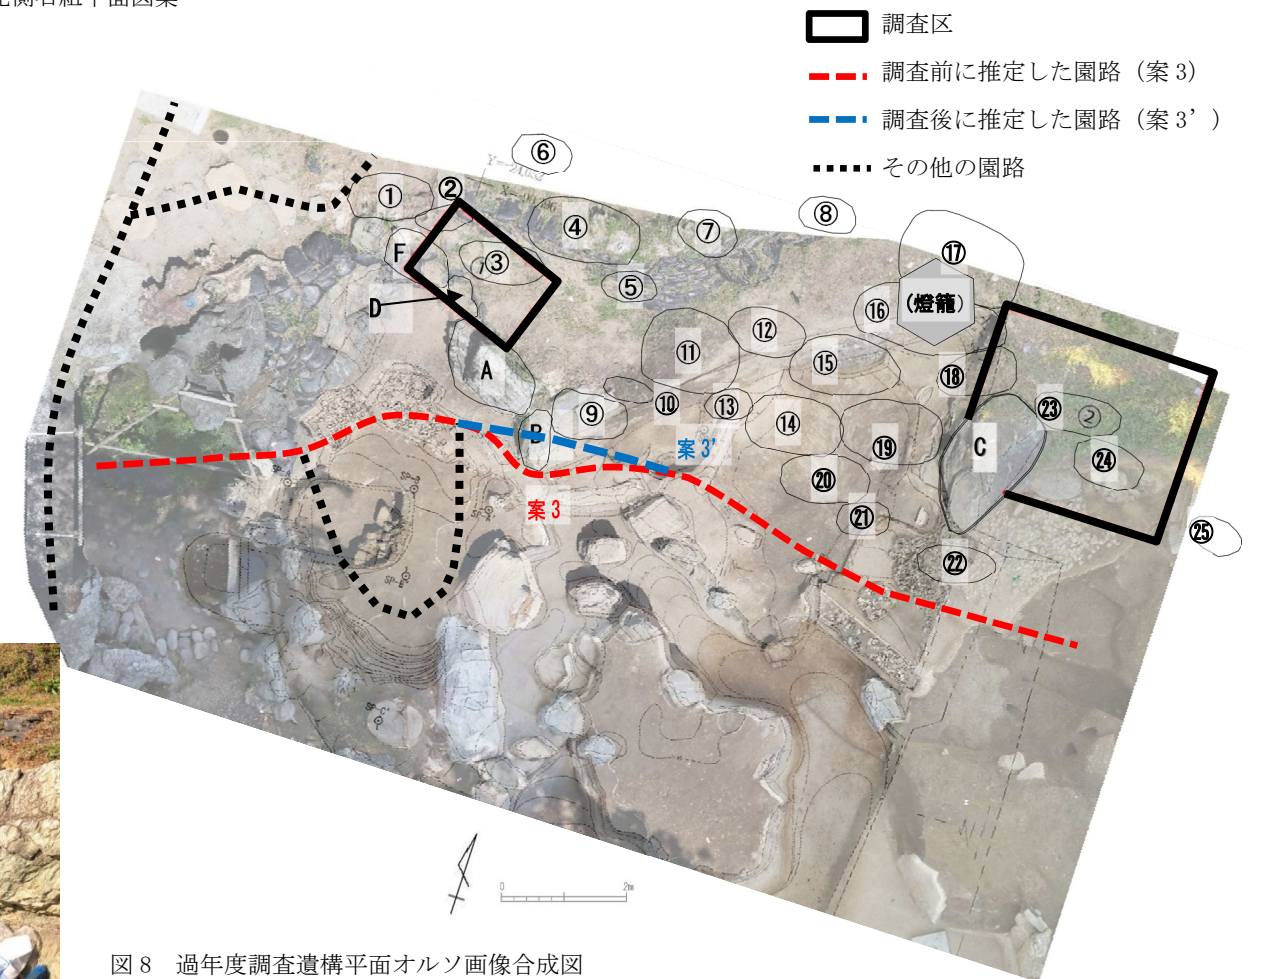 調査区
調査前に推定した園路（案3）
調査後に推定した園路（案3’）
その他の園路
⑥
①
②
④
⑦
⑧
⑰
F
③
⑤
D
(燈籠)
⑯
⑫
⑪
⑮
A
⑱
⑩
⑬
⑨
⑭
㉓
②
B
案3’
⑲
C
㉔
⑳
案3
㉑
㉕
㉒
0
2m
図8　過年度調査遺構平面オルソ画像合成図